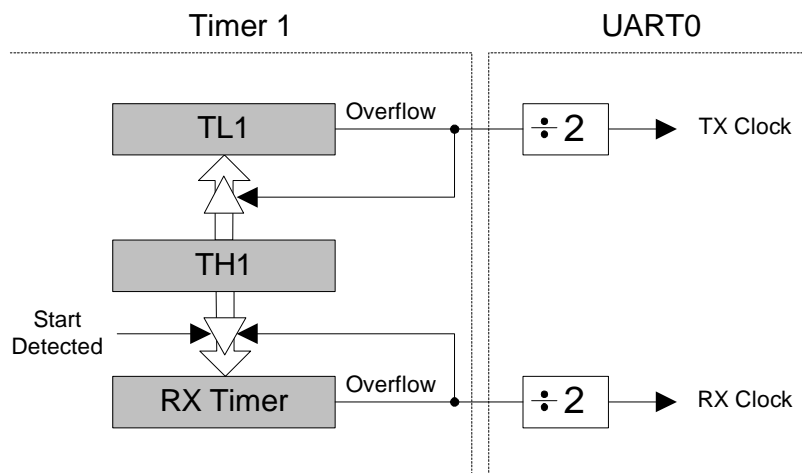 Timer 1
UART0
TL1
Overflow
÷2
TX Clock
TH1
Start
Detected
RX Timer
Overflow
÷2
RX Clock